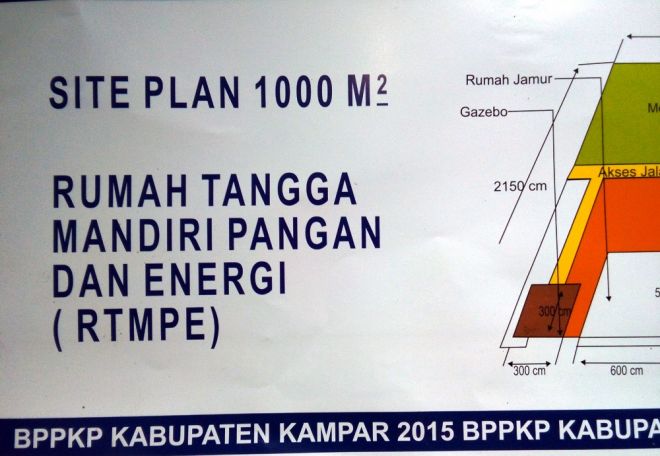 SITE PLAN 1000 M2
RUMAH TANGGA
MANDIRI PANGAN
DAN ENERGI
( RTMPE)
Rumah Jamur
Gazebo
2150 cm
Akses Jala
300 cm
300 cm
600 cm
BPPKP KABUPATEN KAMPAR 2015 BPPKP KABUPA